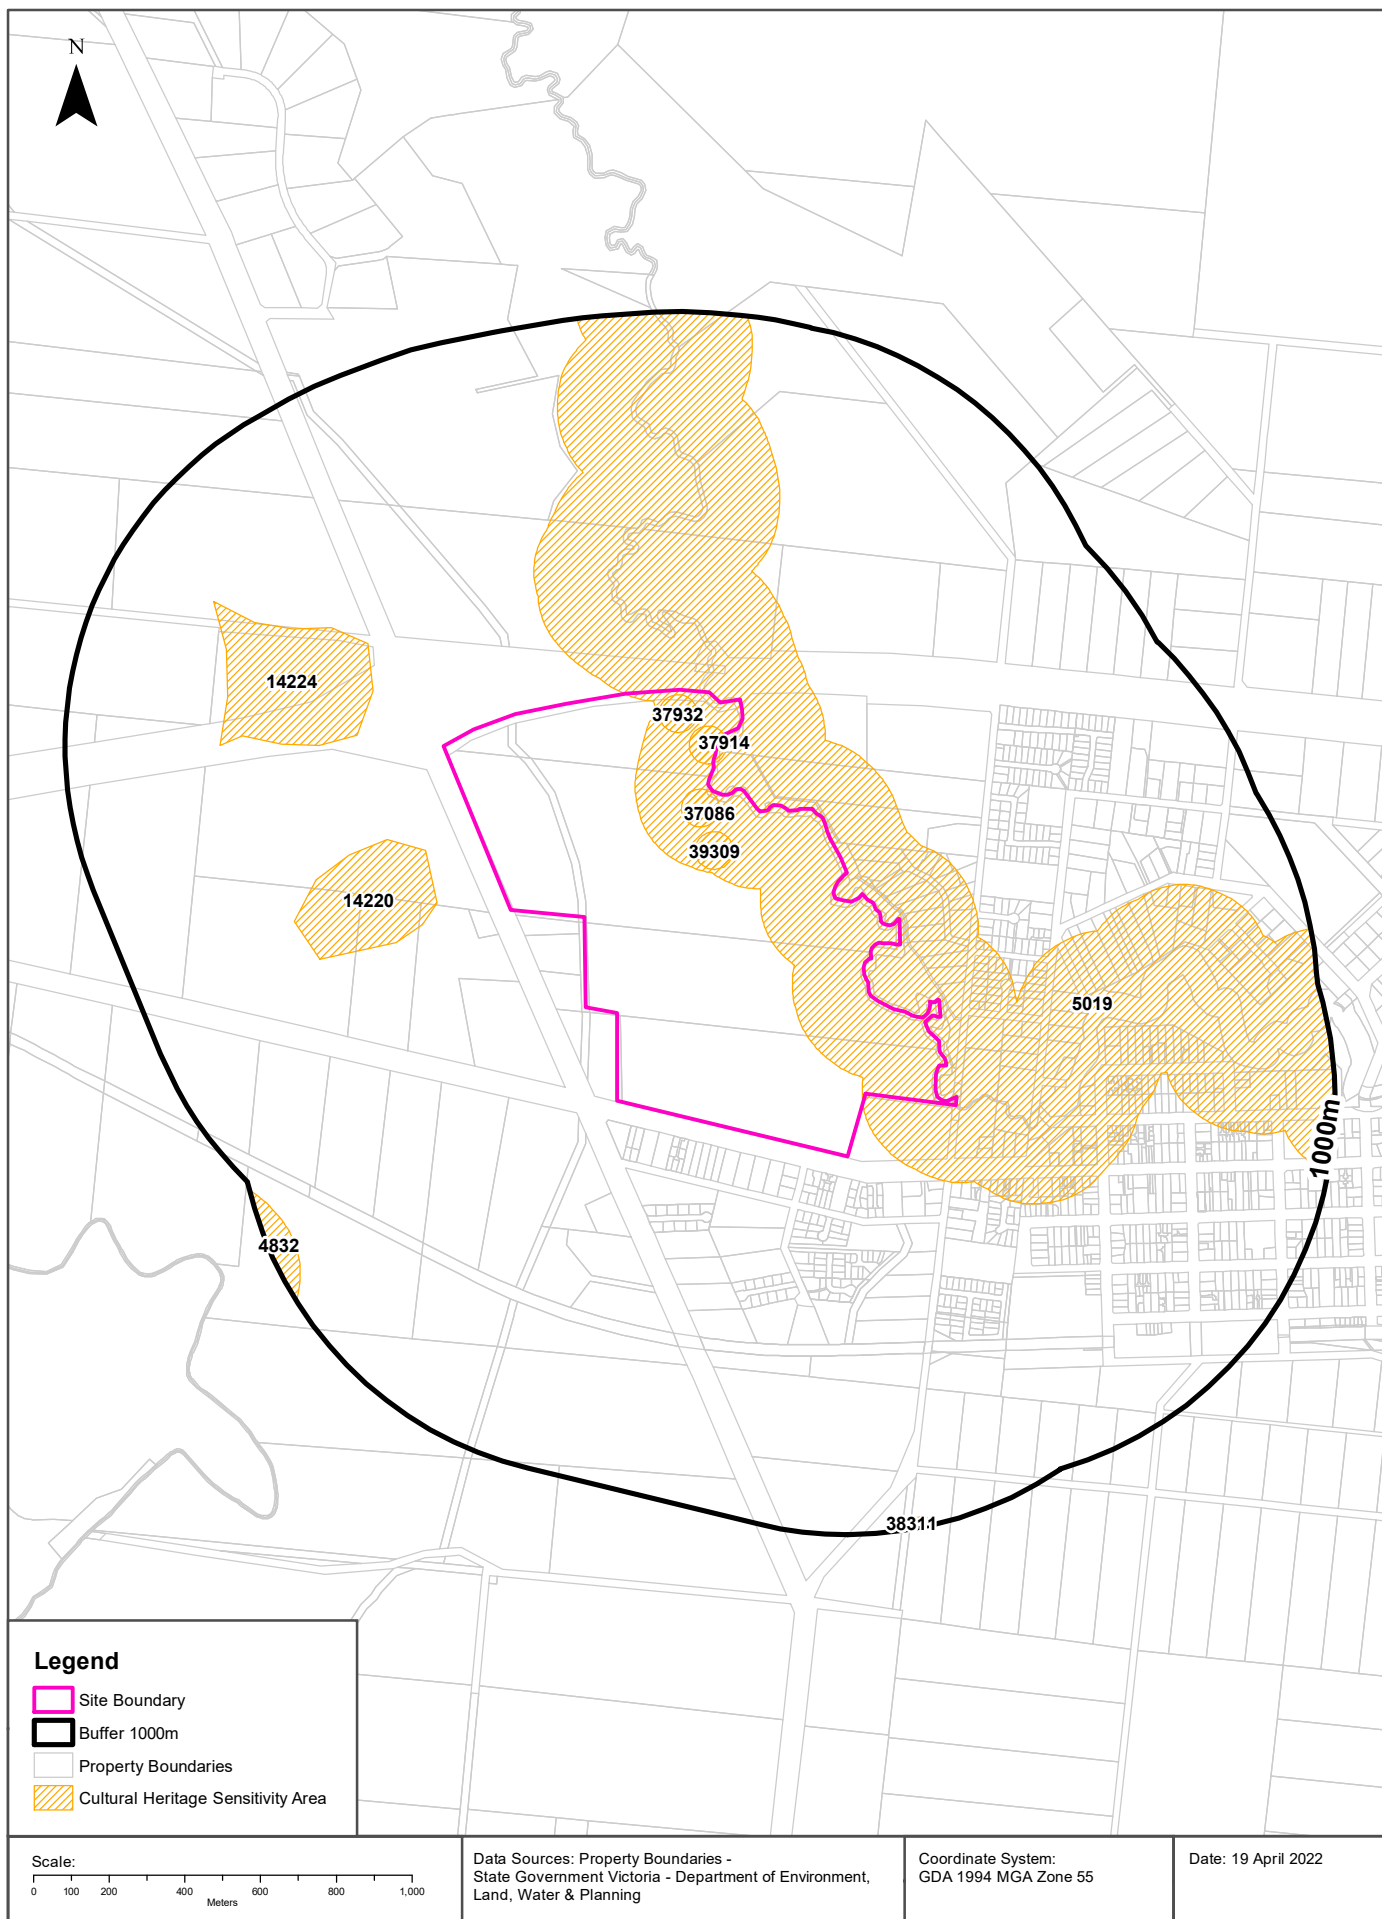 N
14224
37932
37914
37086
39309
14220
5019
1000m
4832
38311
Legend
Site Boundary
Buffer 1000m
Property Boundaries
Cultural Heritage Sensitivity Area
Scale:
0 100 200 400 600 800 1,000
Meters
Data Sources: Property Boundaries -
State Government Victoria - Department of Environment,
Land, Water & Planning
Coordinate System:
GDA 1994 MGA Zone 55
Date: 19 April 2022